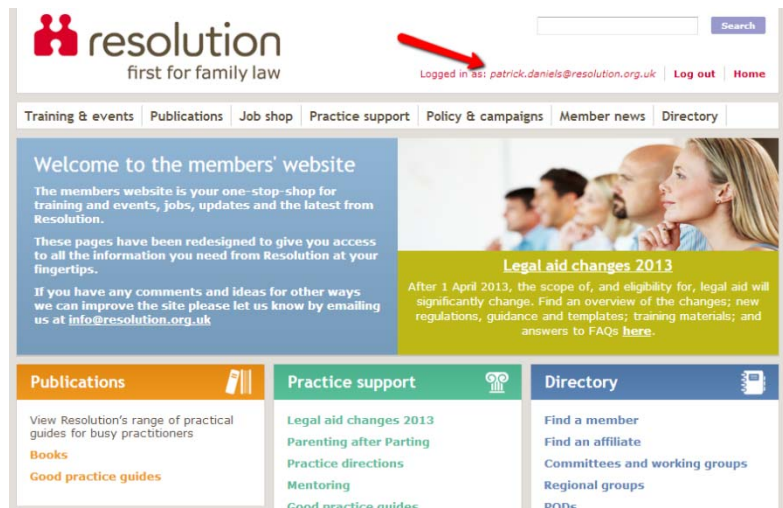 resolution
first for family law
Search
Logged in as: patrick.daniels@resolution.org.uk Log out Home
Training & events Publications Job shop Practice support Policy & campaigns Member news Directory
Welcome to the members' website
The members website is your one-stop-shop for
training and events, jobs, updates and the latest from
Resolution.
These pages have been redesigned to give you access
to all the information you need from Resolution at your
fingertips.
If you have any comments and ideas for other ways
we can improve the site please let us know by emailing
us at info@resolution.org.uk
Legal aid changes 2013
After 1 April 2013, the scope of, and eligibility for, legal aid will
significantly change. Find an overview of the changes; new
regulations, guidance and templates; training materials; and
answers to FAQs here.
Publications
View Resolution's range of practical
guides for busy practitioners
Books
Good practice guides
Practice support
Legal aid changes 2013
Parenting after Parting
Practice directions
Mentoring
Good practice guides
Directory
Find a member
Find an affiliate
Committees and working groups
Regional groups
PODs